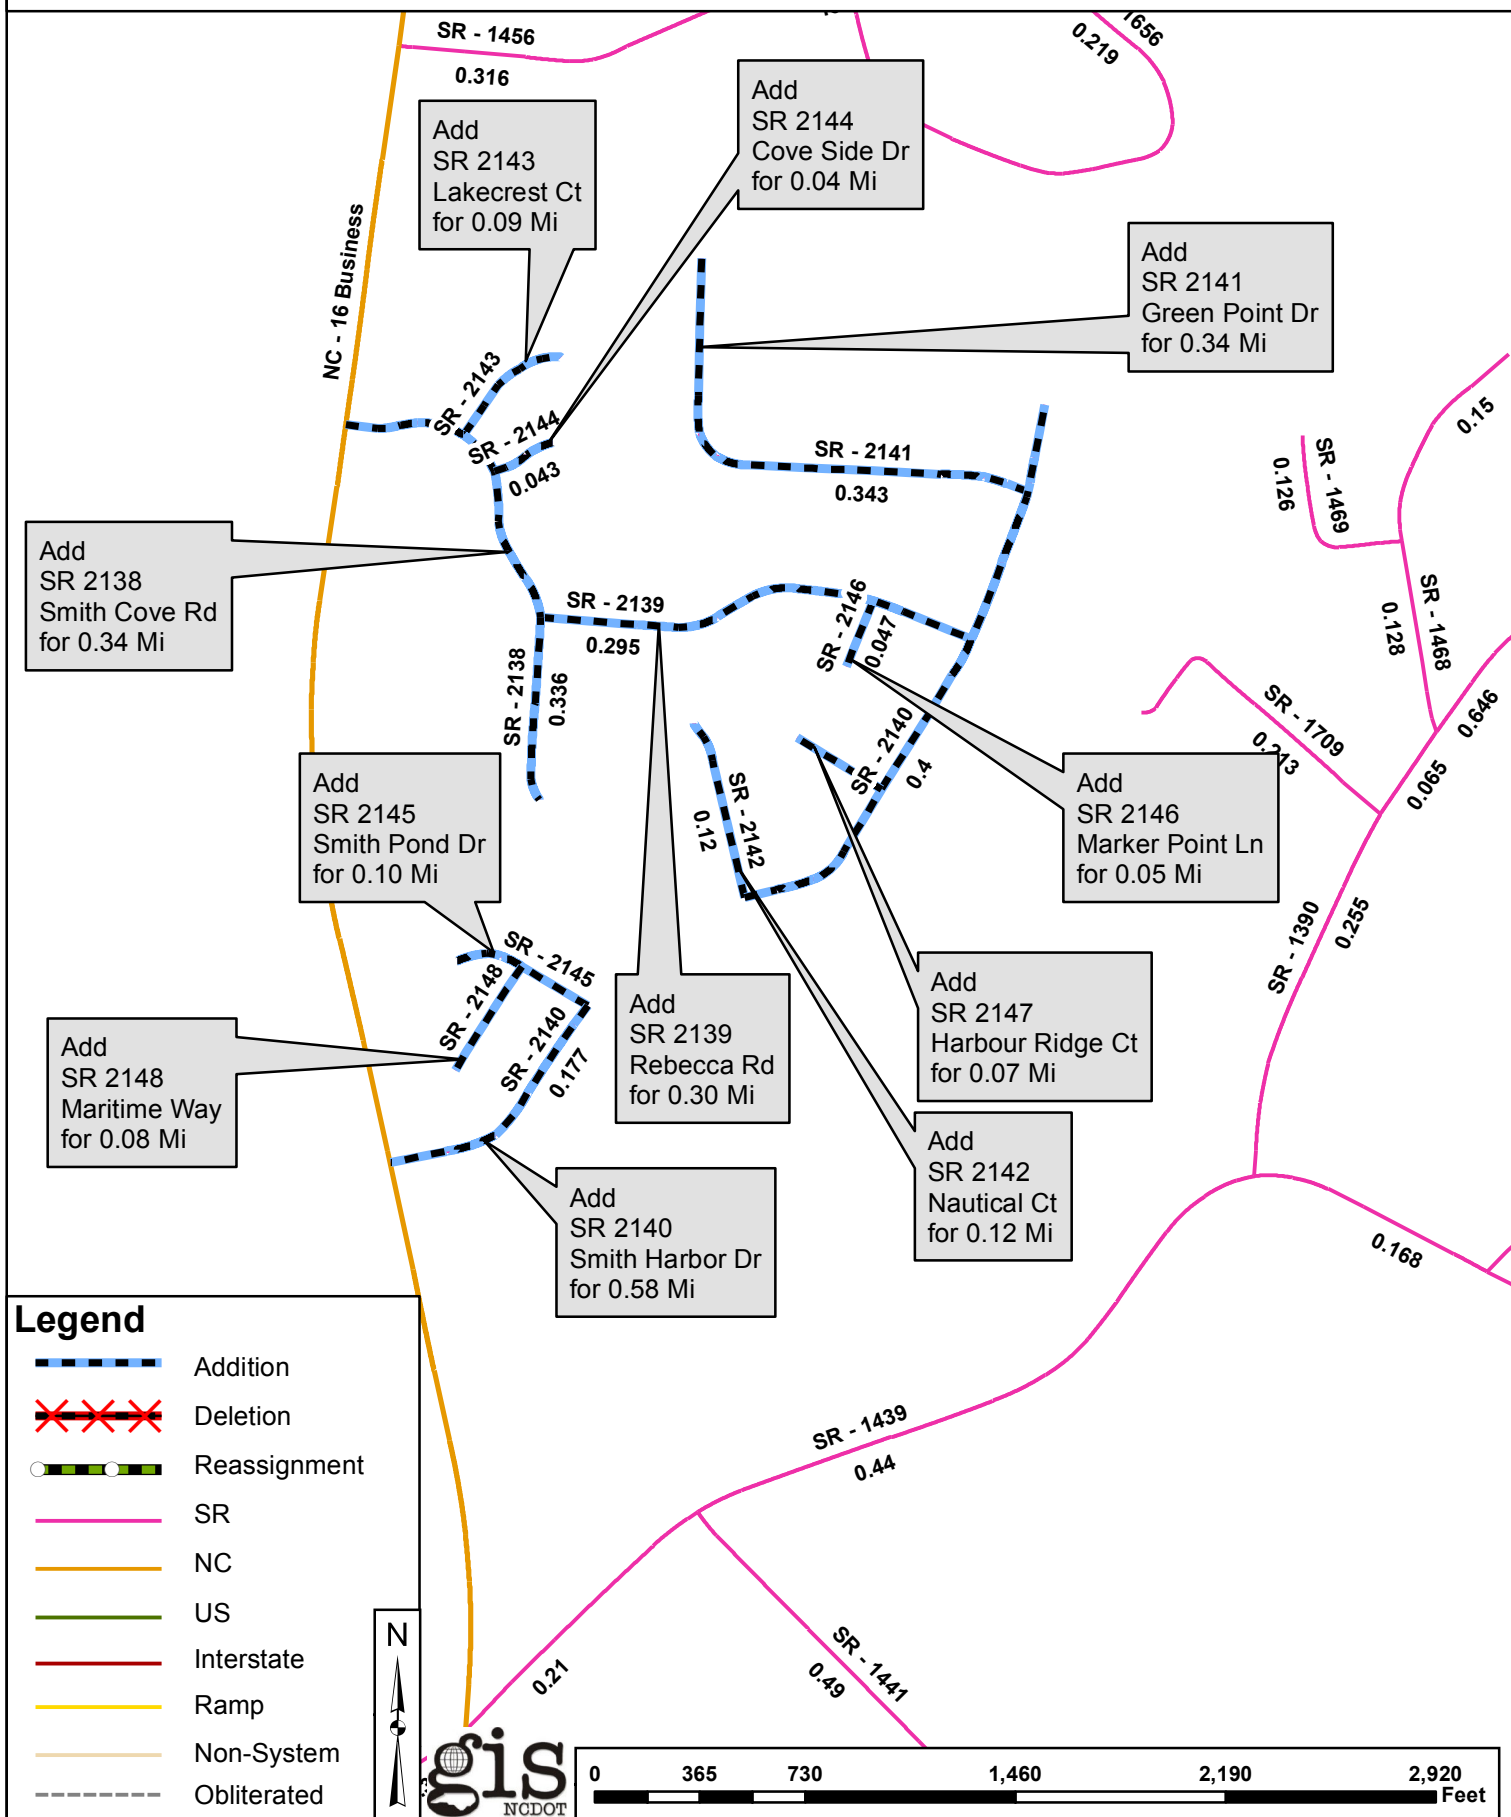 SR - 1456
0.316
1656
0.219
Add
SR 2143
Lakecrest Ct
for 0.09 Mi
Add
SR 2144
Cove Side Dr
for 0.04 Mi
Add
SR 2141
Green Point Dr
for 0.34 Mi
NC - 16 Business
SR - 2143
SR - 2144
0.043
SR - 2141
0.343
0.15
SR - 1469
0.126
SR - 1468
0.128
Add
SR 2138
Smith Cove Rd
for 0.34 Mi
SR - 2139
0.295
SR - 2146
0.047
SR - 2138
0.336
SR - 2140
0.4
SR - 2142
0.12
SR - 1709
0.213
0.646
0.065
Add
SR 2145
Smith Pond Dr
for 0.10 Mi
Add
SR 2146
Marker Point Ln
for 0.05 Mi
SR - 1390
0.255
SR - 2145
SR - 2148
SR - 2140
0.177
Add
SR 2139
Rebecca Rd
for 0.30 Mi
Add
SR 2147
Harbour Ridge Ct
for 0.07 Mi
Add
SR 2148
Maritime Way
for 0.08 Mi
Add
SR 2142
Nautical Ct
for 0.12 Mi
Add
SR 2140
Smith Harbor Dr
for 0.58 Mi
0.168
SR - 1439
0.44
0.21
SR - 1441
0.49
Legend
Addition
Deletion
Reassignment
SR
NC
US
Interstate
Ramp
Non-System
Obliterated
N
gis
NCDOT
0 365 730 1,460 2,190 2,920
Feet